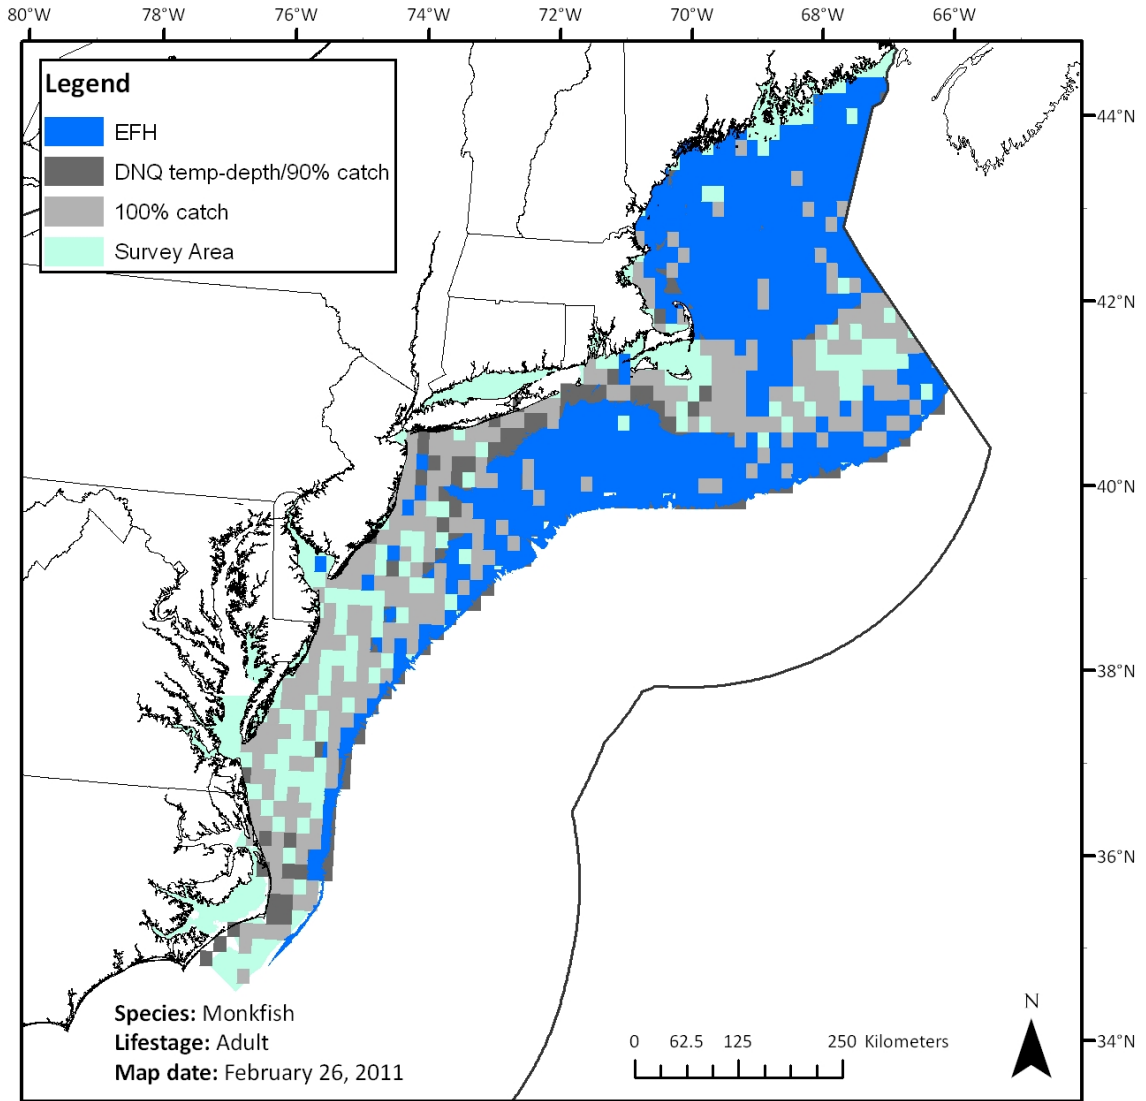 80°W 78°W 76°W 74°W 72°W 70°W 68°W 66°W
Legend
EFH
DNQ temp-depth/90% catch
100% catch
Survey Area
44°N
42°N
40°N
38°N
36°N
34°N
Species: Monkfish
Lifestage: Adult
Map date: February 26, 2011
0 62.5 125 250 Kilometers
N